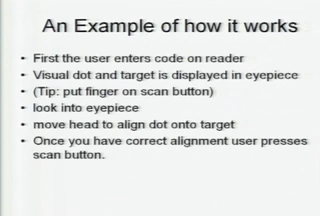 An Example of how it works
• First the user enters code on reader
• Visual dot and target is displayed in eyepiece
• (Tip: put finger on scan button)
• look into eyepiece
• move head to align dot onto target
• Once you have correct alignment user presses
scan button.